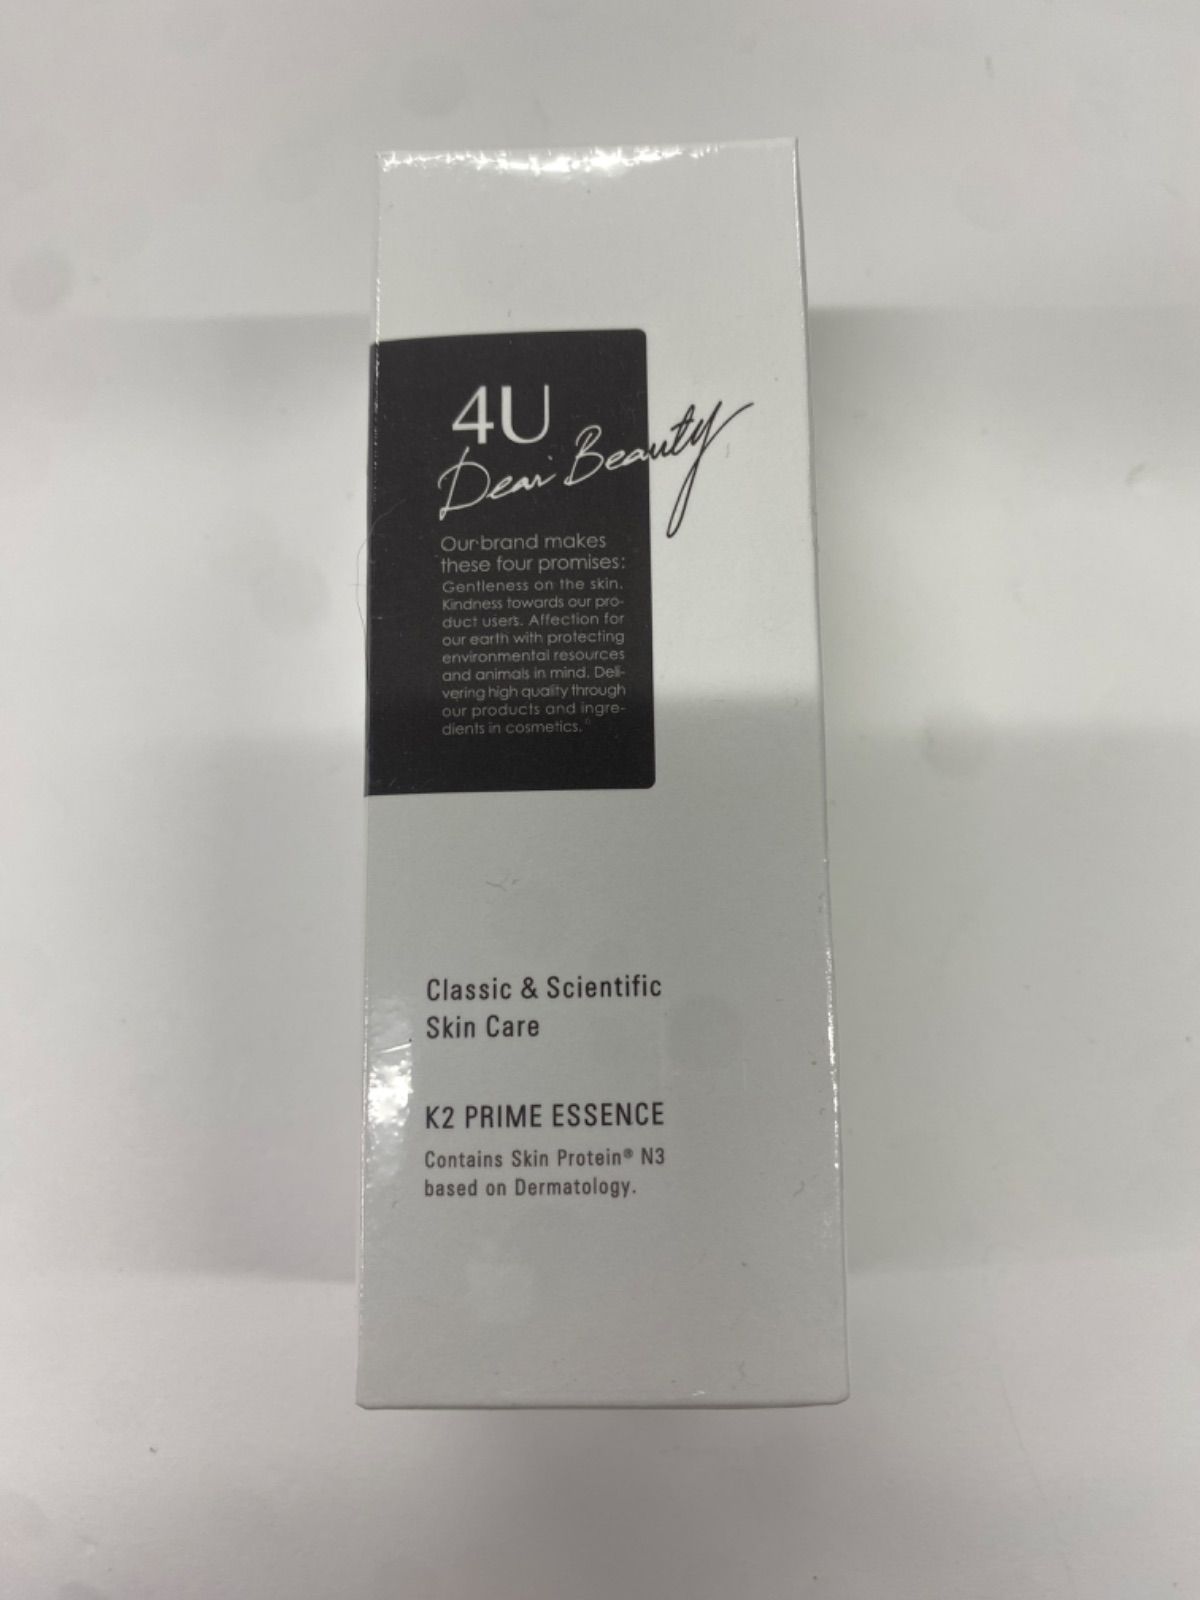 4U
Dear Beauty
Our brand makes
these four promises:
Gentleness on the skin.
Kindness towards our pro-
duct users. Affection for
our earth with protecting
environmental resources
and animals in mind. Deli-
vering high quality through
our products and ingre-
dients in cosmetics.
Classic & Scientific
Skin Care
K2 PRIME ESSENCE
Contains Skin Protein® N3
based on Dermatology.